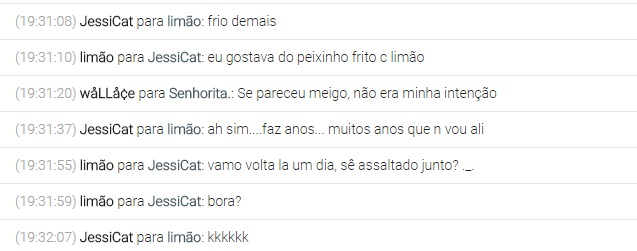 (19:31:08) JessiCat para limão: frio demais
(19:31:10) limão para JessiCat: eu gostava do peixinho frito c limão
(19:31:20) wåLLå¢e para Senhorita.: Se pareceu meigo, não era minha intenção
(19:31:37) JessiCat para limão: ah sim....faz anos... muitos anos que n vou ali
(19:31:55) limão para JessiCat: vamo volta la um dia, sê assaltado junto? ._.
(19:31:59) limão para JessiCat: bora?
(19:32:07) JessiCat para limão: kkkkkk